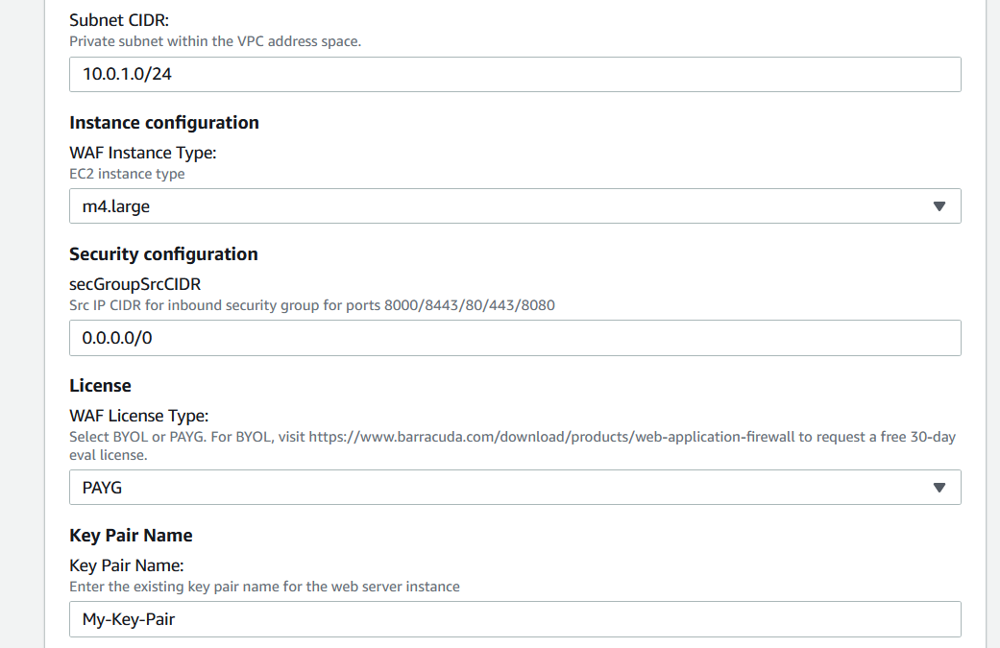 Subnet CIDR:
Private subnet within the VPC address space.
10.0.1.0/24
Instance configuration
WAF Instance Type:
EC2 instance type
m4.large
Security configuration
secGroupSrcCIDR
Src IP CIDR for inbound security group for ports 8000/8443/80/443/8080
0.0.0.0/0
License
WAF License Type:
Select BYOL or PAYG. For BYOL, visit https://www.barracuda.com/download/products/web-application-firewall to request a free 30-day
eval license.
PAYG
Key Pair Name
Key Pair Name:
Enter the existing key pair name for the web server instance
My-Key-Pair